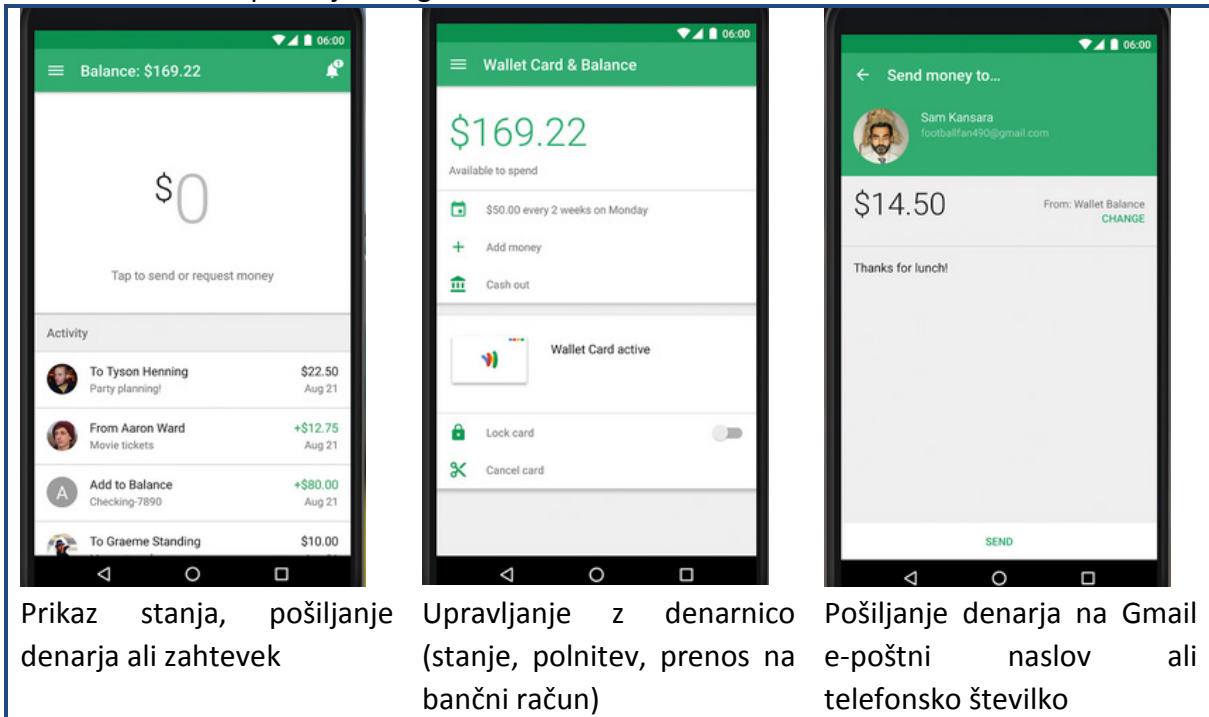 06:00
Balance: $169.22
$0
Tap to send or request money
Activity
To Tyson Henning $22.50
Party planning! Aug 21
From Aaron Ward +$12.75
Movie tickets Aug 21
A Add to Balance +$80.00
Checking-7890 Aug 21
To Graeme Standing $10.00
Prikaz stanja, pošiljanje
denarja ali zahtevek
06:00
Wallet Card & Balance
$169.22
Available to spend
$50.00 every 2 weeks on Monday
Add money
Cash out
Wallet Card active
Lock card
Cancel card
Upravljanje z denarnico
(stanje, polnitev, prenos na
bančni račun)
06:00
Send money to...
Sam Kansara
footballfan490@gmail.com
$14.50 From: Wallet Balance
CHANGE
Thanks for lunch!
SEND
Pošiljanje denarja na Gmail
e-poštni naslov ali
telefonsko številko